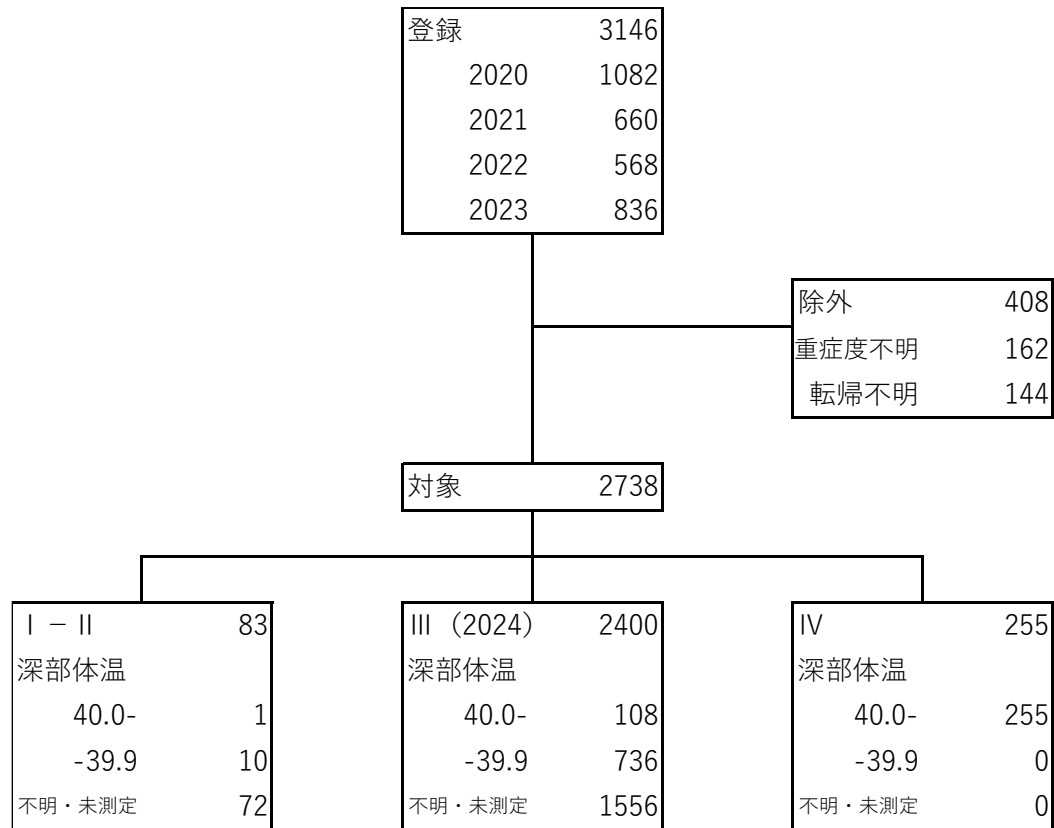 登録 3146
2020 1082
2021 660
2022 568
2023 836
除外 408
重症度不明 162
転帰不明 144
対象 2738
Ⅰ－Ⅱ 83
深部体温
40.0- 1
-39.9 10
不明・未測定 72
Ⅲ（2024） 2400
深部体温
40.0- 108
-39.9 736
不明・未測定 1556
Ⅳ 255
深部体温
40.0- 255
-39.9 0
不明・未測定 0